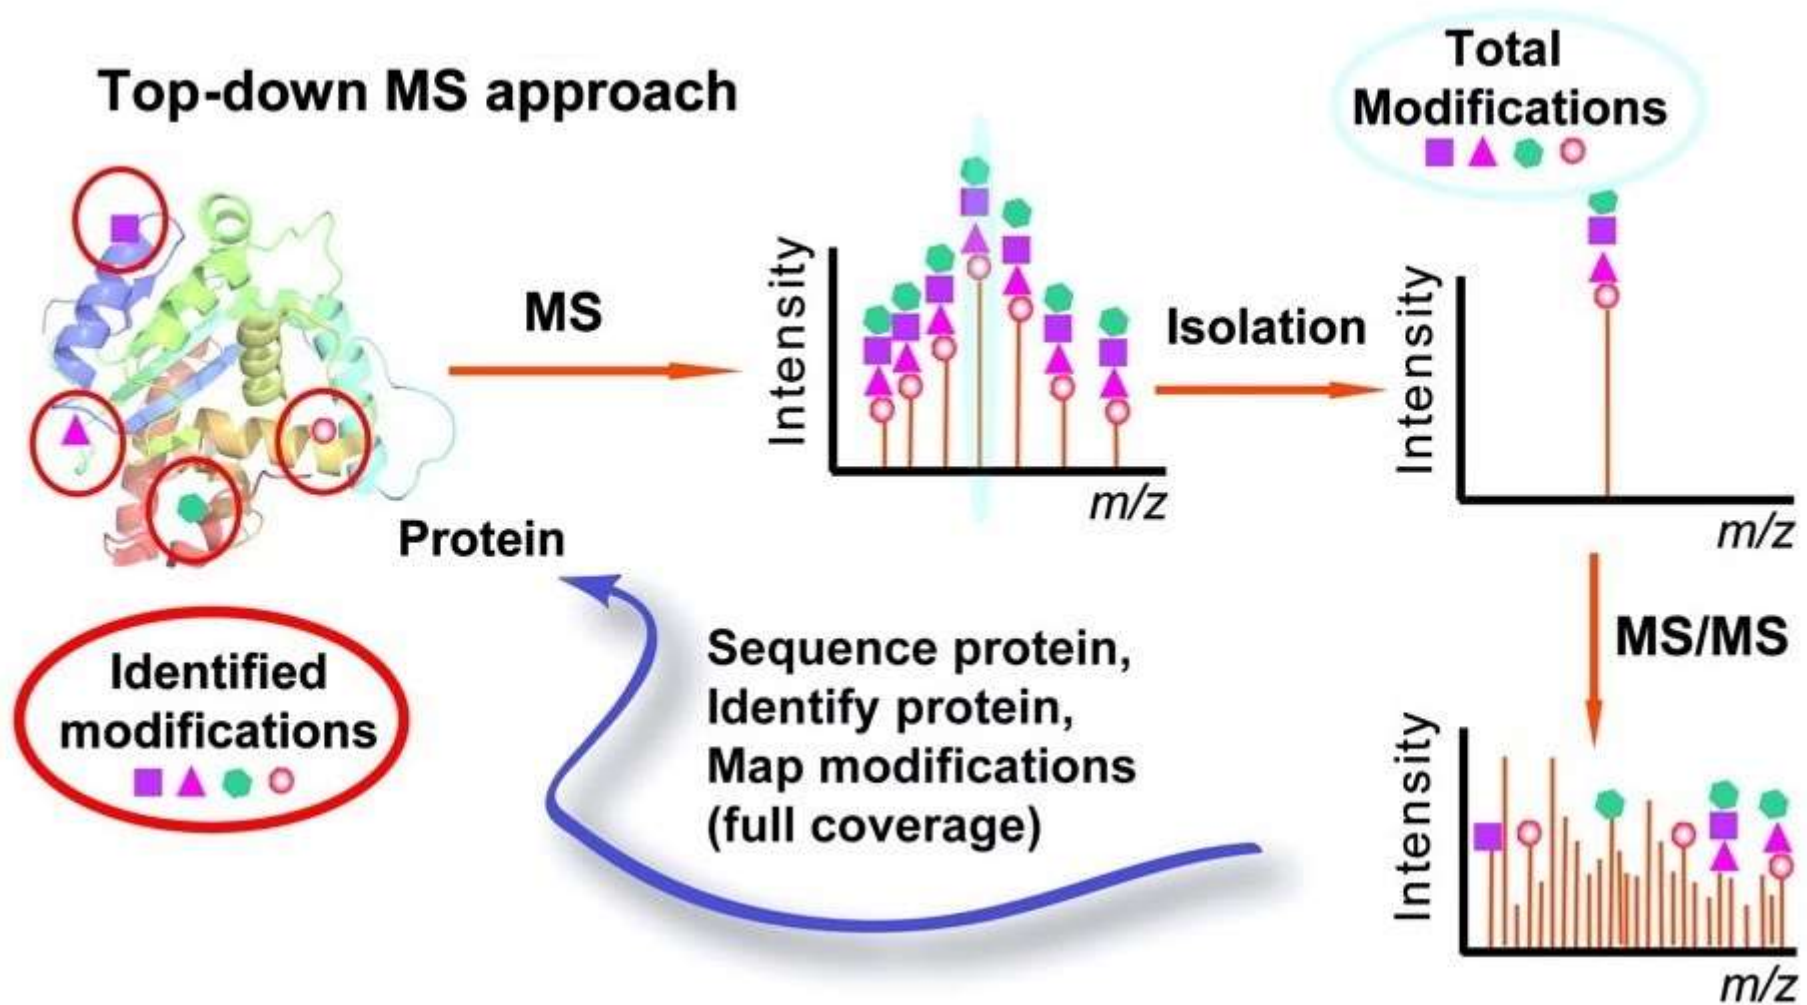 Top-down MS approach
Total
Modifications
MS
Intensity
m/z
Isolation
Intensity
m/z
Protein
MS/MS
Identified
modifications
Sequence protein,
Identify protein,
Map modifications
(full coverage)
Intensity
m/z